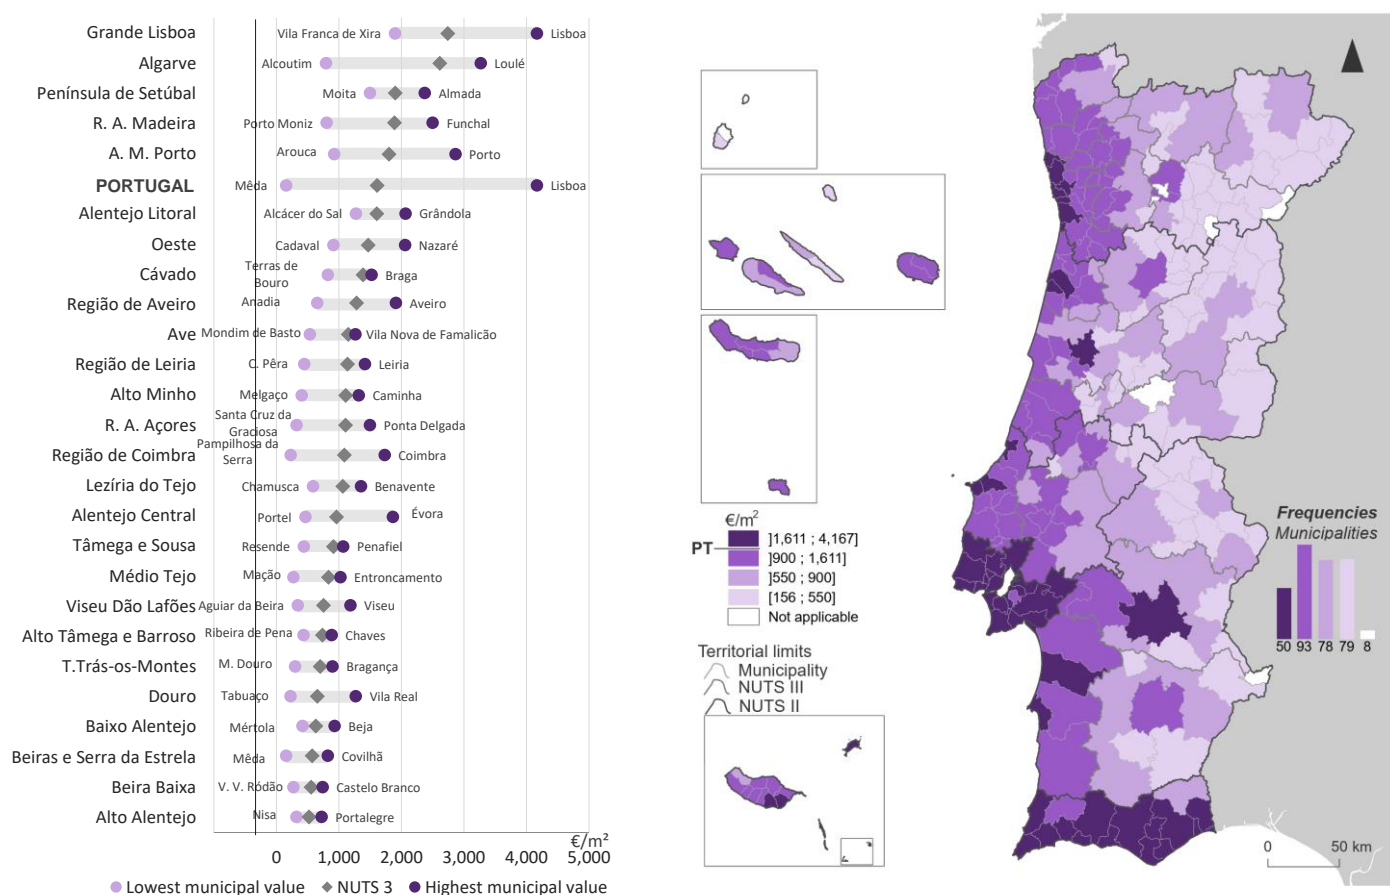 Grande Lisboa Vila Franca de Xira Lisboa
Algarve Alcoutim Loulé
Península de Setúbal Moita Almada
R. A. Madeira Porto Moniz Funchal
A. M. Porto Arouca Porto
PORTUGAL Mêda Lisboa
Alentejo Litoral Alcácer do Sal Grândola
Oeste Cadaval Nazaré
Cávado Terras de Bouro Braga
Região de Aveiro Anadia Aveiro
Ave Mondim de Basto Vila Nova de Famalicão
Região de Leiria C. Pêra Leiria
Alto Minho Melgaço Caminha
R. A. Açores Santa Cruz da Graciosa Ponta Delgada
Região de Coimbra Pampilhosa da Serra Coimbra
Lezíria do Tejo Chamusca Benavente
Alentejo Central Portel Évora
Tâmega e Sousa Resende Penafiel
Médio Tejo Mação Entroncamento
Viseu Dão Lafões Aguiar da Beira Viseu
Alto Tâmega e Barroso Ribeira de Pena Chaves
T.Trás-os-Montes M. Douro Bragança
Douro Tabuaço Vila Real
Baixo Alentejo Mértola Beja
Beiras e Serra da Estrela Mêda Covilhã
Beira Baixa V. V. Ródão Castelo Branco
Alto Alentejo Nisa Portalegre
€/m²
0 1,000 2,000 3,000 4,000 5,000
Lowest municipal value NUTS 3 Highest municipal value
€/m²
PT
]1,611 ; 4,167]
]900 ; 1,611]
]550 ; 900]
[156 ; 550]
Not applicable
Territorial limits
Municipality
NUTS III
NUTS II
Frequencies
Municipalities
50 93 78 79 8
0 50 km